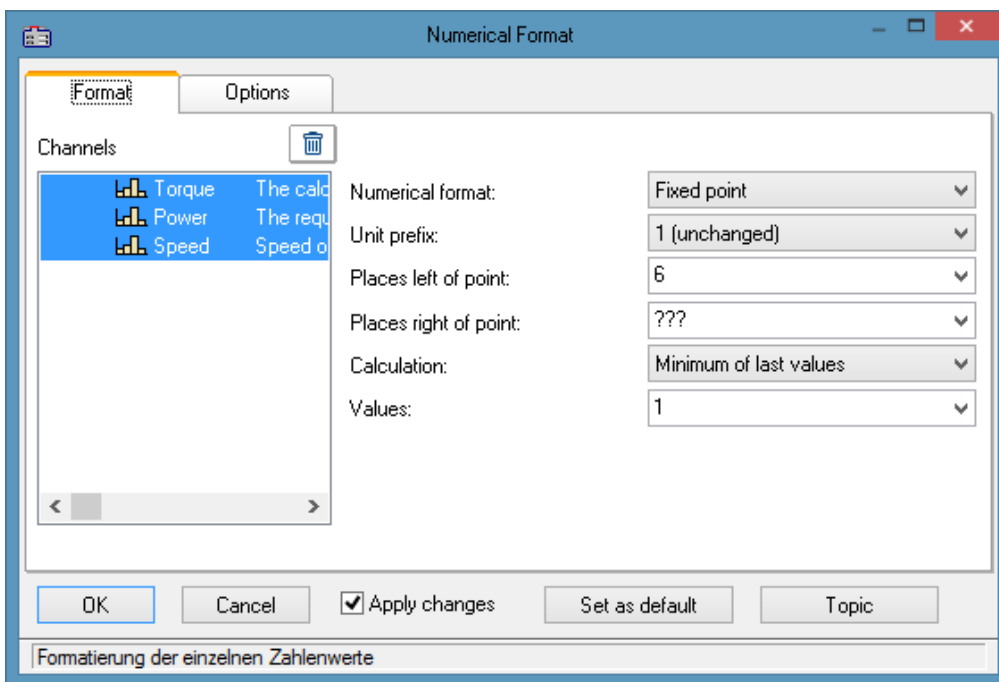 Numerical Format
Format Options
Channels
Torque The calc
Power The requ
Speed Speed o
Numerical format: Fixed point
Unit prefix: 1 (unchanged)
Places left of point: 6
Places right of point: ???
Calculation: Minimum of last values
Values: 1
OK Cancel Apply changes Set as default Topic
Formatierung der einzelnen Zahlenwerte